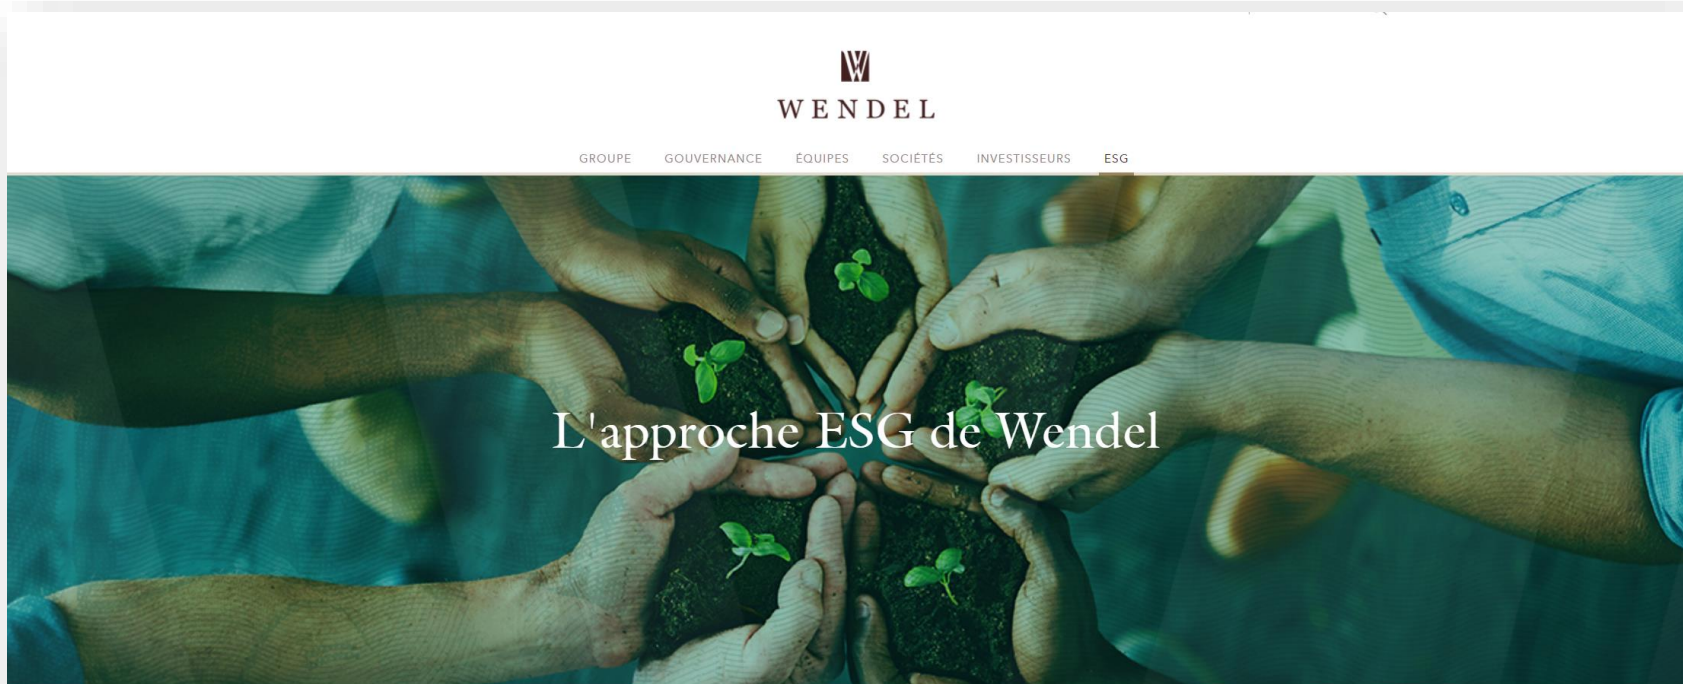 W
WENDEL
GROUPE GOUVERNANCE ÉQUIPES SOCIÉTÉS INVESTISSEURS ESG
L'approche ESG de Wendel